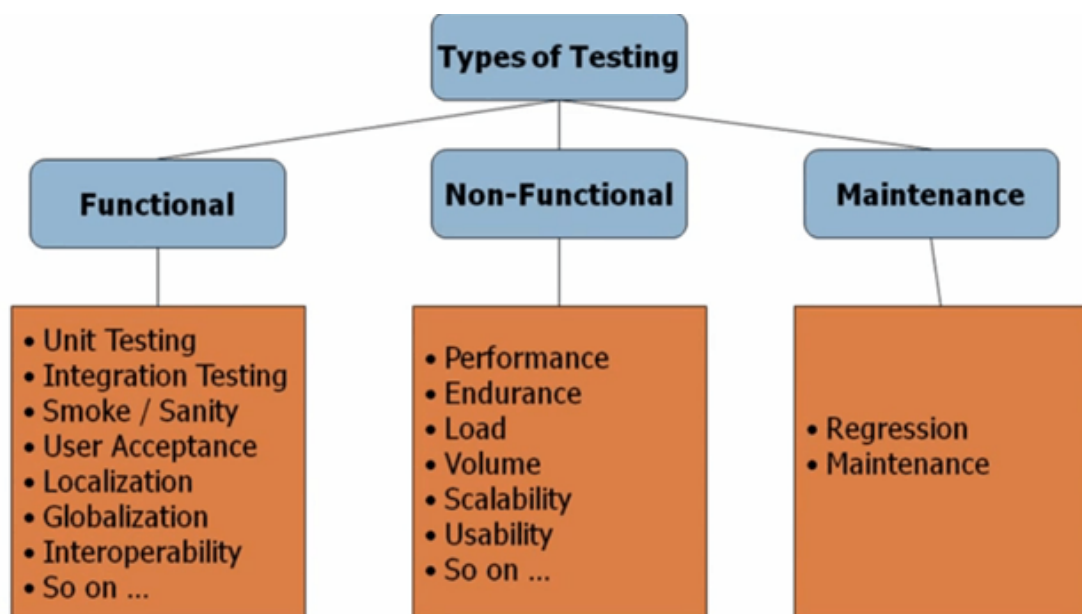 Types of Testing
Functional
Non-Functional
Maintenance
• Unit Testing
• Integration Testing
• Smoke / Sanity
• User Acceptance
• Localization
• Globalization
• Interoperability
• So on ...
• Performance
• Endurance
• Load
• Volume
• Scalability
• Usability
• So on ...
• Regression
• Maintenance